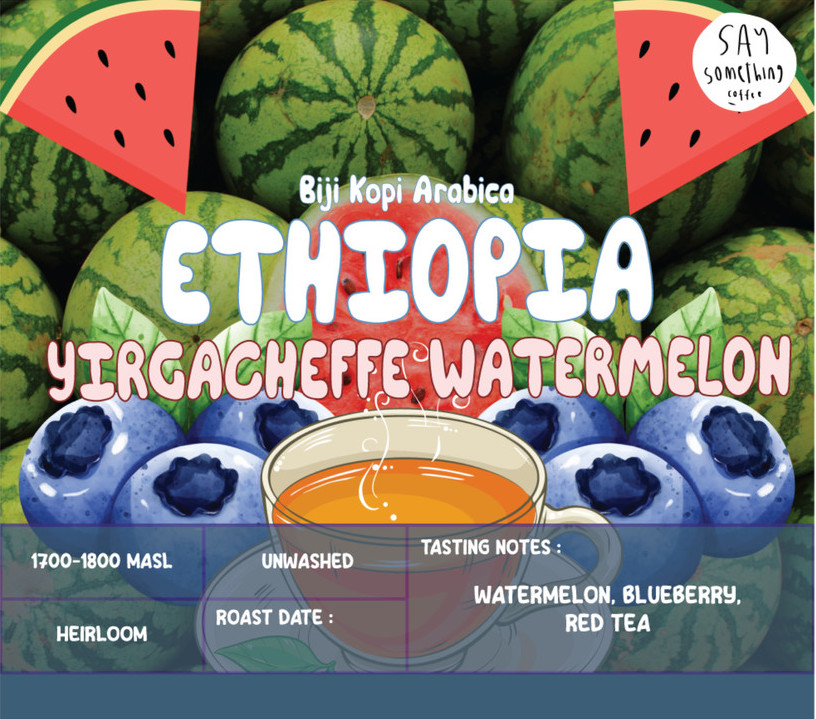 SAY
something
coffee
Biji Kopi Arabica
ETHIOPIA
YIRGACHEFFE WATERMELON
1700-1800 MASL
UNWASHED
TASTING NOTES :
WATERMELON, BLUEBERRY,
RED TEA
HEIRLOOM
ROAST DATE :